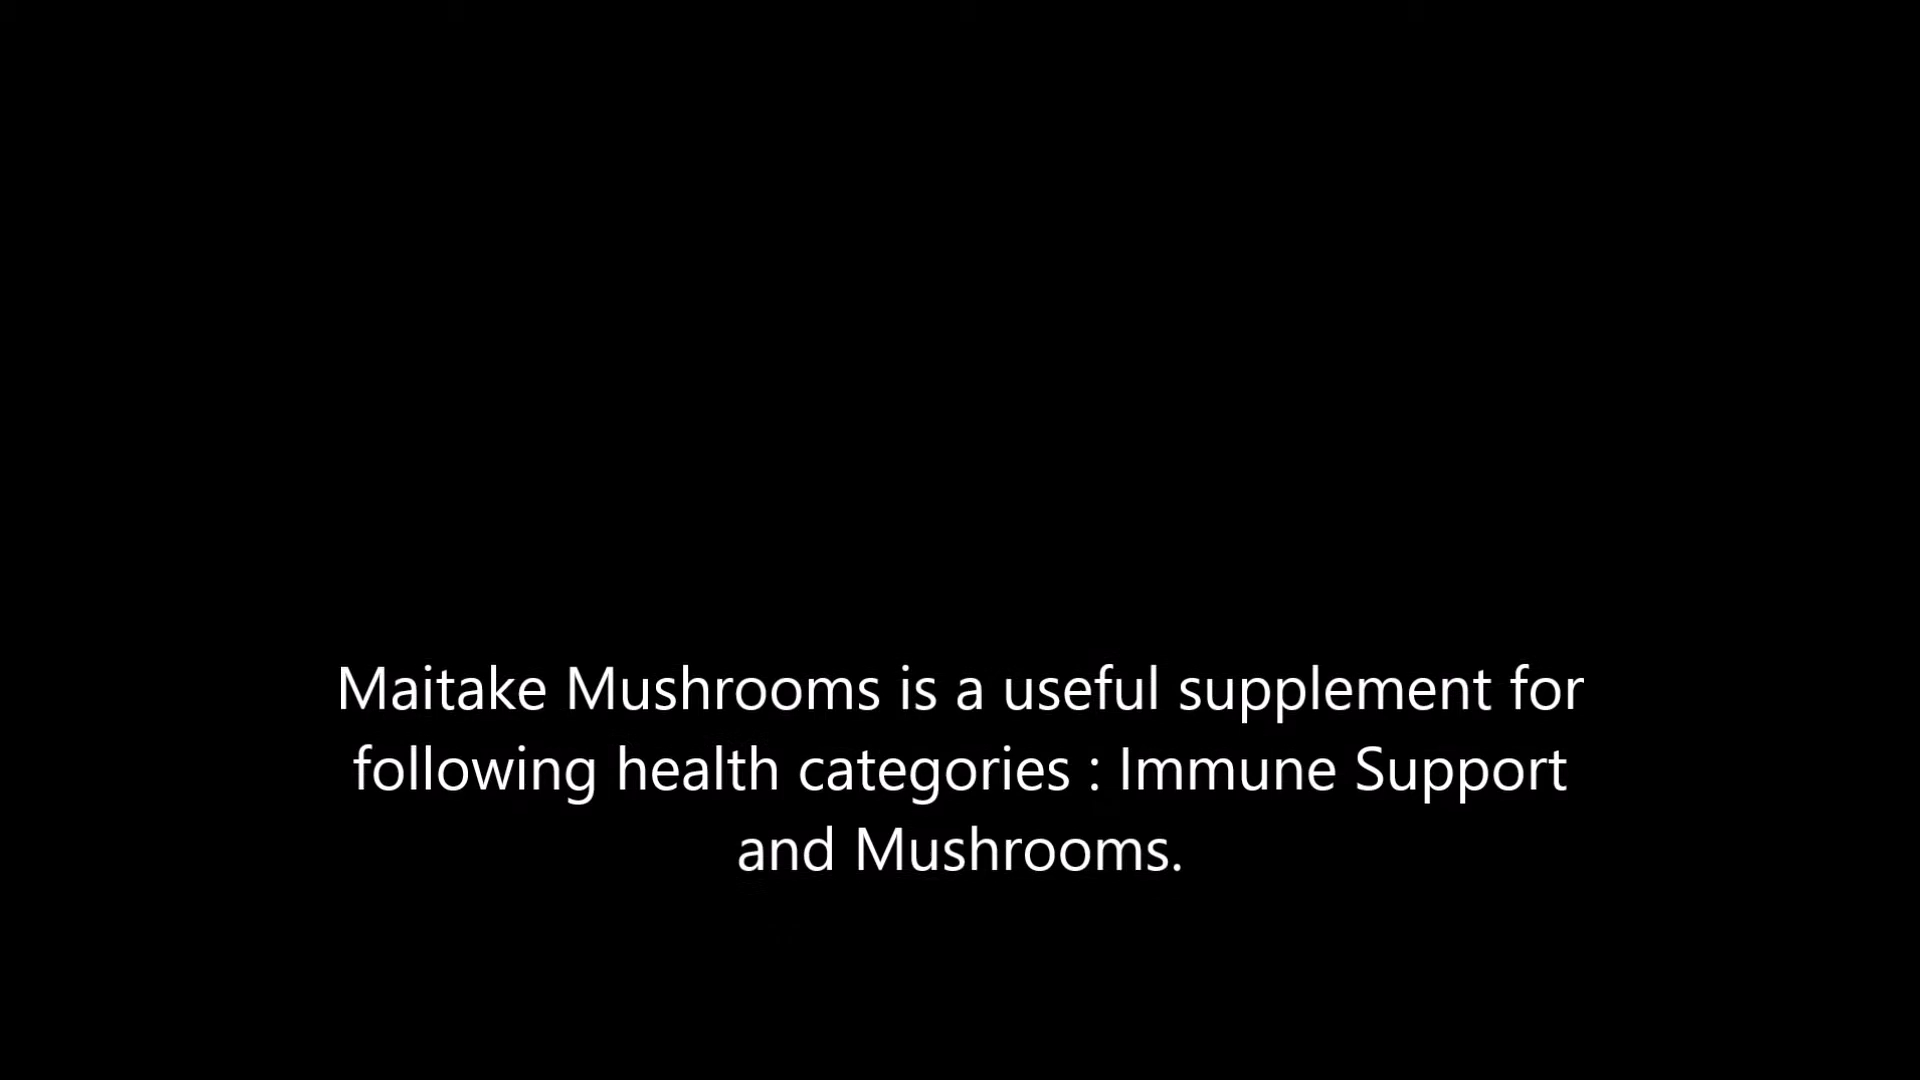 Maitake Mushrooms is a useful supplement for
following health categories : Immune Support
and Mushrooms.